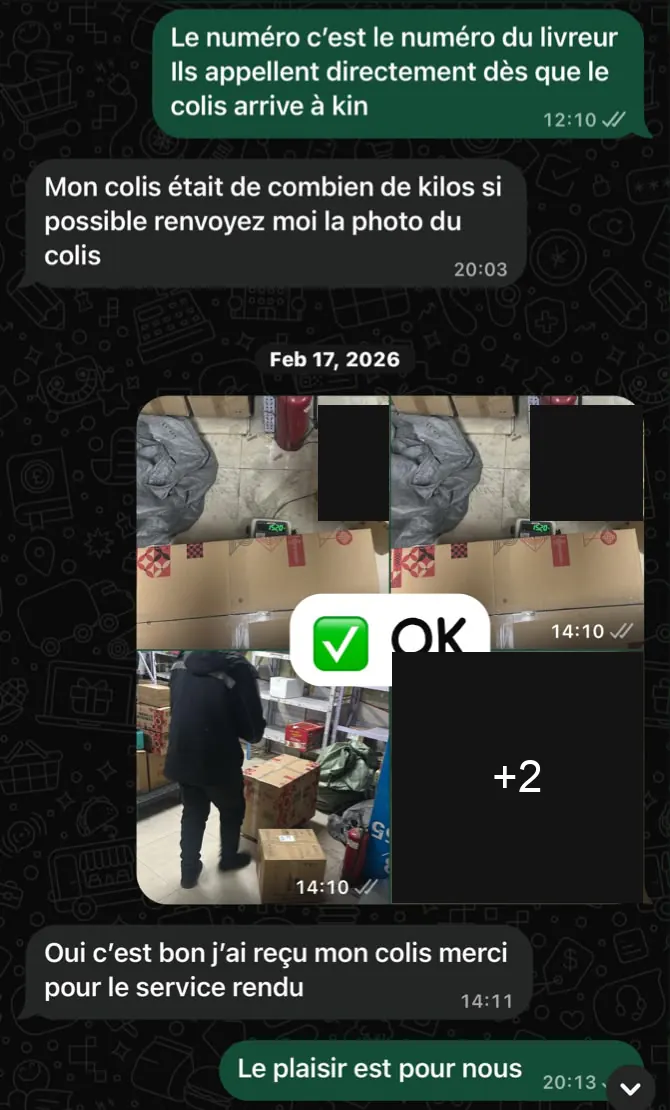 Le numéro c’est le numéro du livreur
Ils appellent directement dès que le
colis arrive à kin
12:10
Mon colis était de combien de kilos si
possible renvoyez moi la photo du
colis
20:03
Feb 17, 2026
14:10
✅ OK
14:10
+2
Oui c’est bon j’ai reçu mon colis merci
pour le service rendu
14:11
Le plaisir est pour nous
20:13